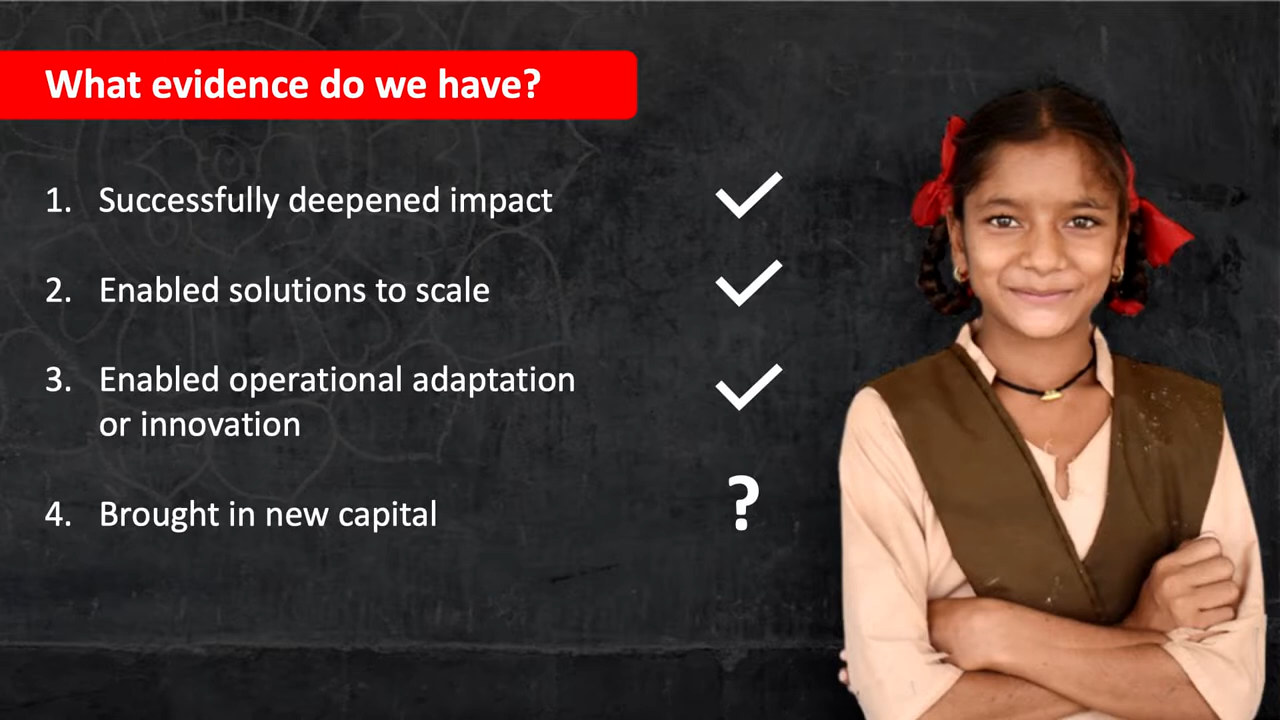 What evidence do we have?
1. Successfully deepened impact
2. Enabled solutions to scale
3. Enabled operational adaptation
or innovation
4. Brought in new capital
?